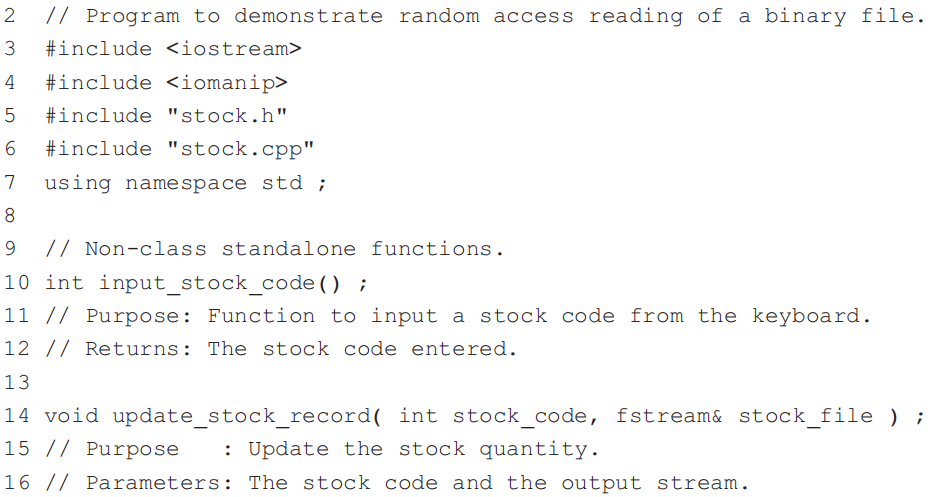 2 // Program to demonstrate random access reading of a binary file.
3 #include <iostream>
4 #include <iomanip>
5 #include "stock.h"
6 #include "stock.cpp"
7 using namespace std ;
8
9 // Non-class standalone functions.
10 int input_stock_code() ;
11 // Purpose: Function to input a stock code from the keyboard.
12 // Returns: The stock code entered.
13
14 void update_stock_record( int stock_code, fstream& stock_file ) ;
15 // Purpose   : Update the stock quantity.
16 // Parameters: The stock code and the output stream.